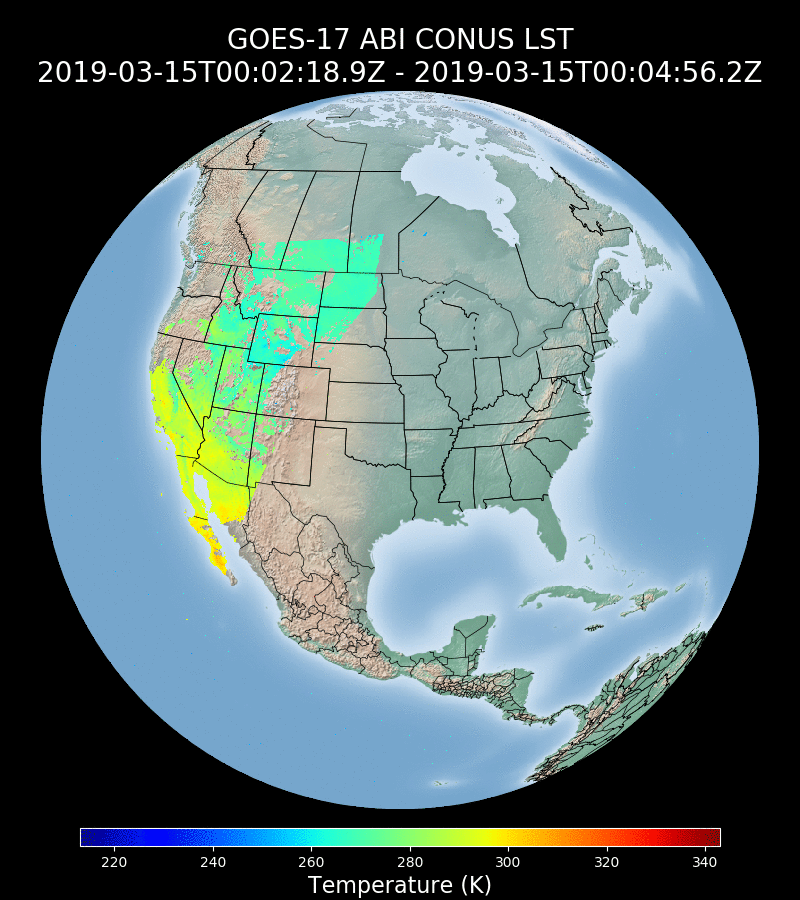 GOES-17 ABI CONUS LST
2019-03-15T00:02:18.9Z - 2019-03-15T00:04:56.2Z
220 240 260 280 300 320 340
Temperature (K)